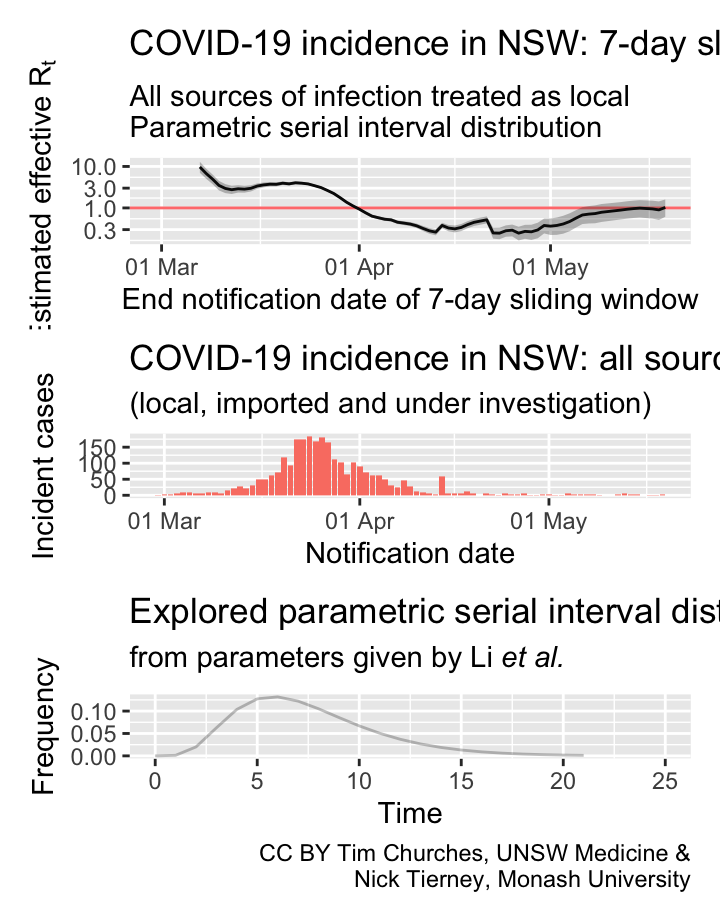 COVID-19 incidence in NSW: 7-day sl
All sources of infection treated as local
Parametric serial interval distribution
stimated effective Rt
10.0
3.0
1.0
0.3
01 Mar 01 Apr 01 May
End notification date of 7-day sliding window
COVID-19 incidence in NSW: all sourc
(local, imported and under investigation)
Incident cases
150
100
50
0
01 Mar 01 Apr 01 May
Notification date
Explored parametric serial interval dist
from parameters given by Li et al.
Frequency
0.10
0.05
0.00
0 5 10 15 20 25
Time
CC BY Tim Churches, UNSW Medicine &
Nick Tierney, Monash University